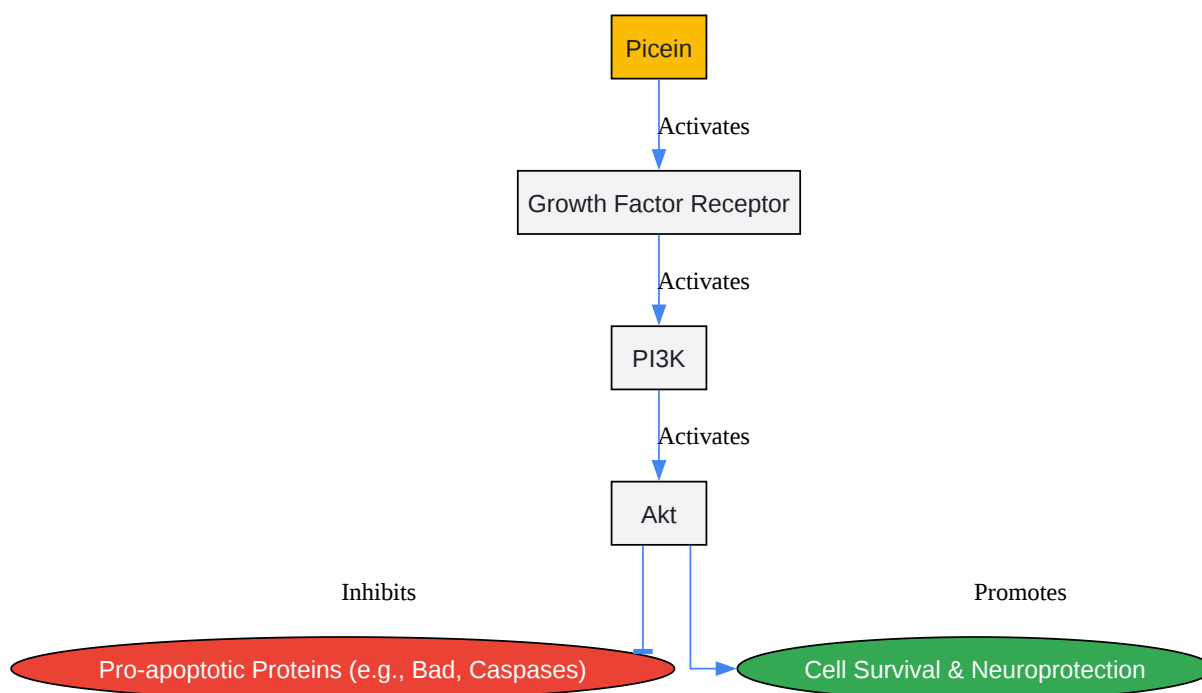 Picein
Activates
Growth Factor Receptor
Activates
PI3K
Activates
Akt
Inhibits
Promotes
Pro-apoptotic Proteins (e.g., Bad, Caspases)
Cell Survival & Neuroprotection